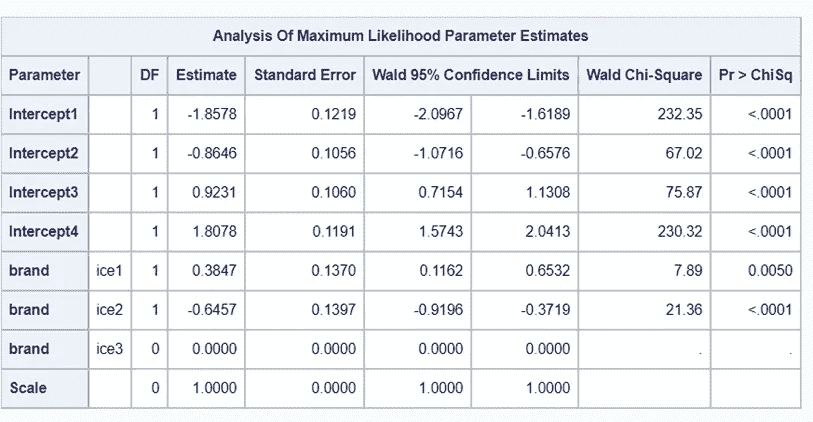 Analysis Of Maximum Likelihood Parameter Estimates
Parameter DF Estimate Standard Error Wald 95% Confidence Limits Wald Chi-Square Pr > ChiSq
Intercept1 1 -1.8578 0.1219 -2.0967 -1.6189 232.35 <.0001
Intercept2 1 -0.8646 0.1056 -1.0716 -0.6576 67.02 <.0001
Intercept3 1 0.9231 0.1060 0.7154 1.1308 75.87 <.0001
Intercept4 1 1.8078 0.1191 1.5743 2.0413 230.32 <.0001
brand ice1 1 0.3847 0.1370 0.1162 0.6532 7.89 0.0050
brand ice2 1 -0.6457 0.1397 -0.9196 -0.3719 21.36 <.0001
brand ice3 0 0.0000 0.0000 0.0000 0.0000 . .
Scale 0 1.0000 0.0000 1.0000 1.0000